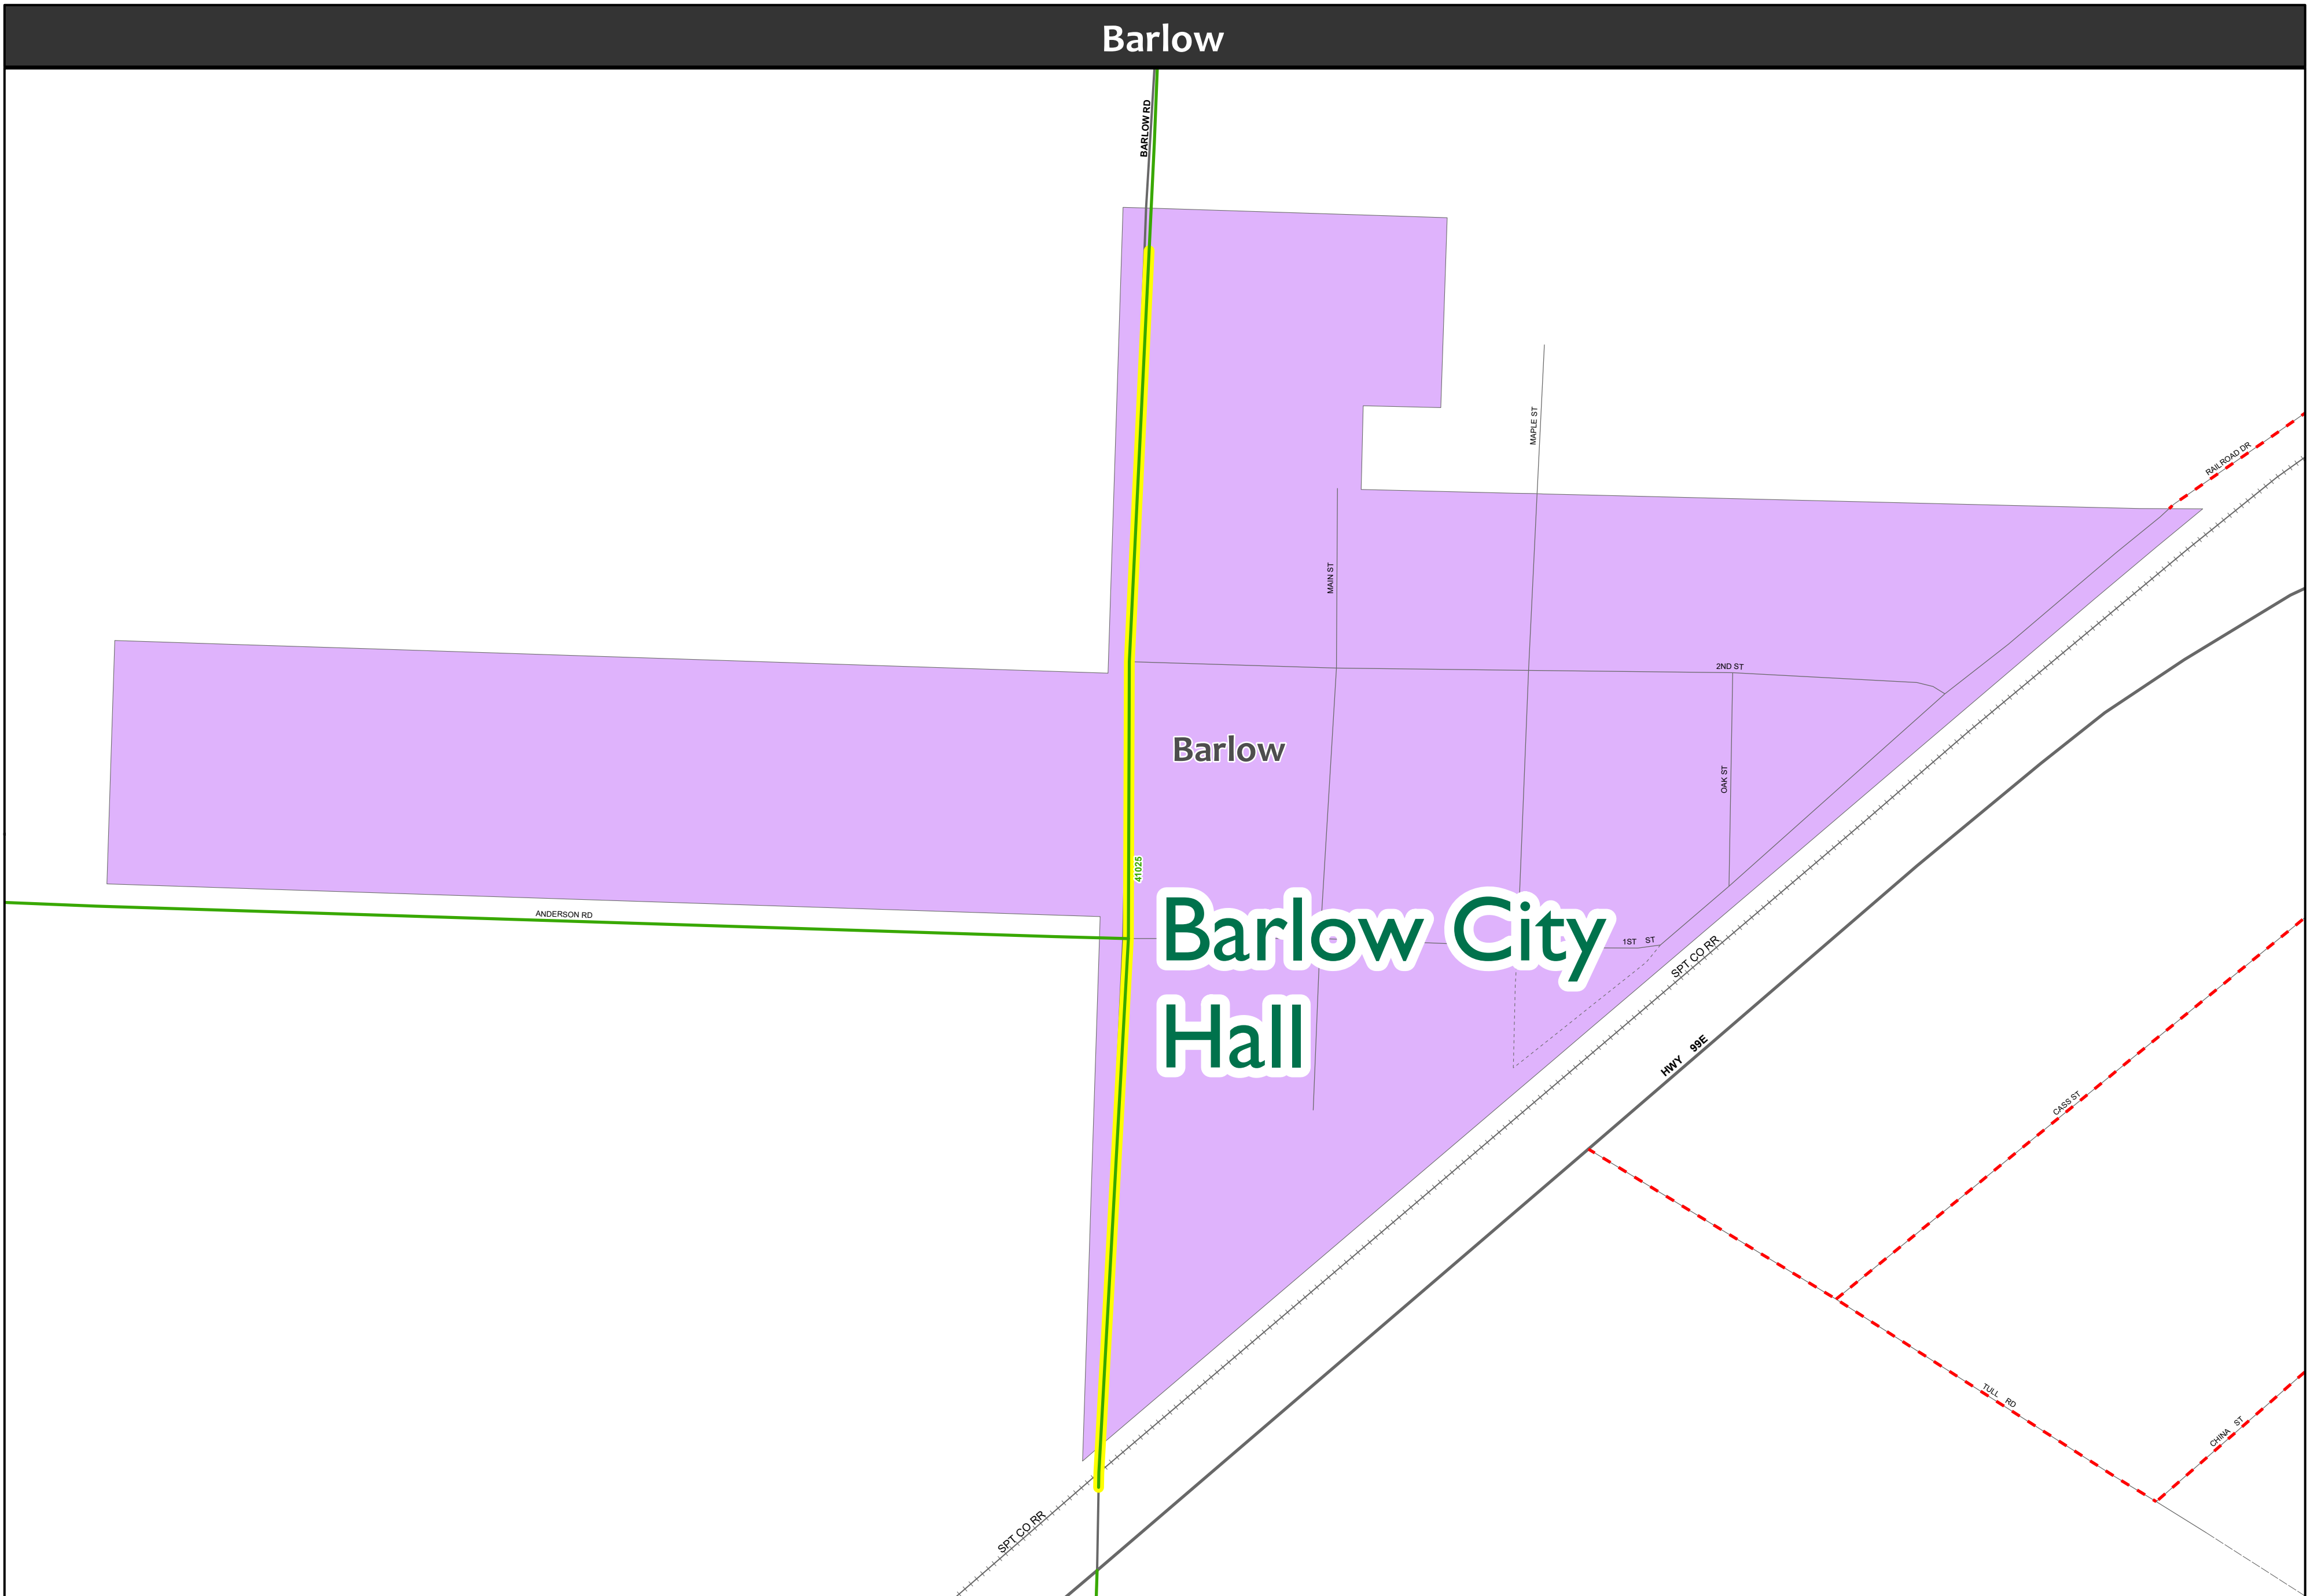 Barlow
BARLOW RD
MAPLE ST
RAILROAD DR
MAIN ST
2ND ST
Barlow
OAK ST
41025
ANDERSON RD
Barlow City
Hall
1ST ST
SPT CO RR
HWY 99E
CASS ST
TULL RD
CHINA ST
SPT CO RR